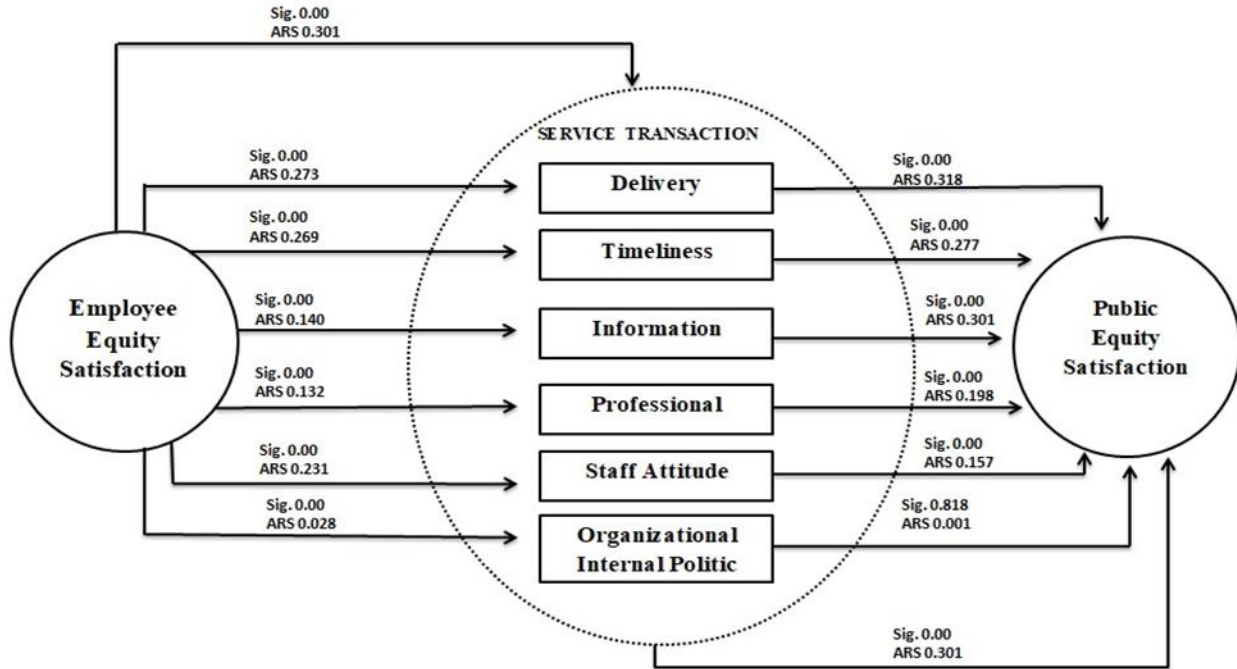 Sig. 0.00
ARS 0.301
SERVICE TRANSACTION
Sig. 0.00
ARS 0.273
Delivery
Sig. 0.00
ARS 0.318
Sig. 0.00
ARS 0.269
Timeliness
Sig. 0.00
ARS 0.277
Employee
Equity
Satisfaction
Sig. 0.00
ARS 0.140
Information
Sig. 0.00
ARS 0.301
Public
Equity
Satisfaction
Sig. 0.00
ARS 0.132
Professional
Sig. 0.00
ARS 0.198
Sig. 0.00
ARS 0.231
Staff Attitude
Sig. 0.00
ARS 0.157
Sig. 0.00
ARS 0.028
Organizational
Internal Politic
Sig. 0.818
ARS 0.001
Sig. 0.00
ARS 0.301